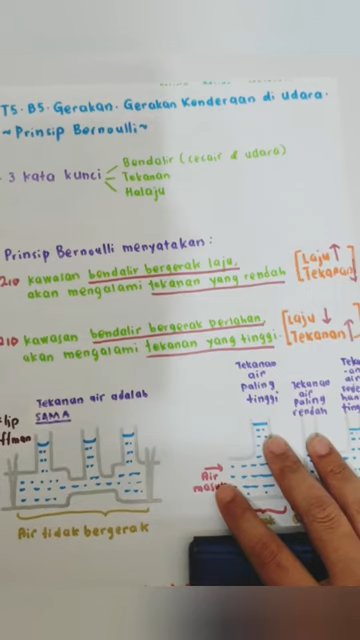 T5. B5. Gerakan. Gerakan Kenderaan di udara.
~Prinsip Bernoulli~
3 kata kunci
Bendalir (cecair & udara)
Tekanan
Halaju
Prinsip Bernoulli menyatakan:
kawasan bendalir bergerak laju,
akan mengalami tekanan yang rendah
[Laju ↑
Tekanan ↓
kawasan bendalir bergerak perlahan,
akan mengalami tekanan yang tinggi.
[Laju ↓
Tekanan ↑]
Tekanan air adalah
SAMA
Air tidak bergerak
Tekanan
air
paling
tinggi
Tekanan
air
paling
rendah
air
Air